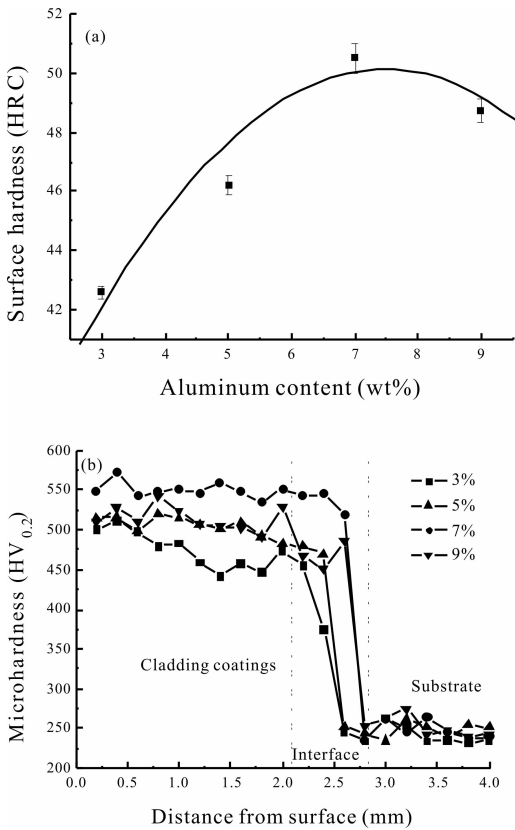 (a)
Surface hardness (HRC)
52
50
48
46
44
42
3 5 6 7 8 9
Aluminum content (wt%)
(b)
Microhardness (HV0.2)
600
550
500
450
350
300
250
200
3%
5%
7%
9%
Cladding coatings
Substrate
Interface
0.0 0.5 1.0 1.5 2.0 2.5 3.0 3.5 4.0
Distance from surface (mm)